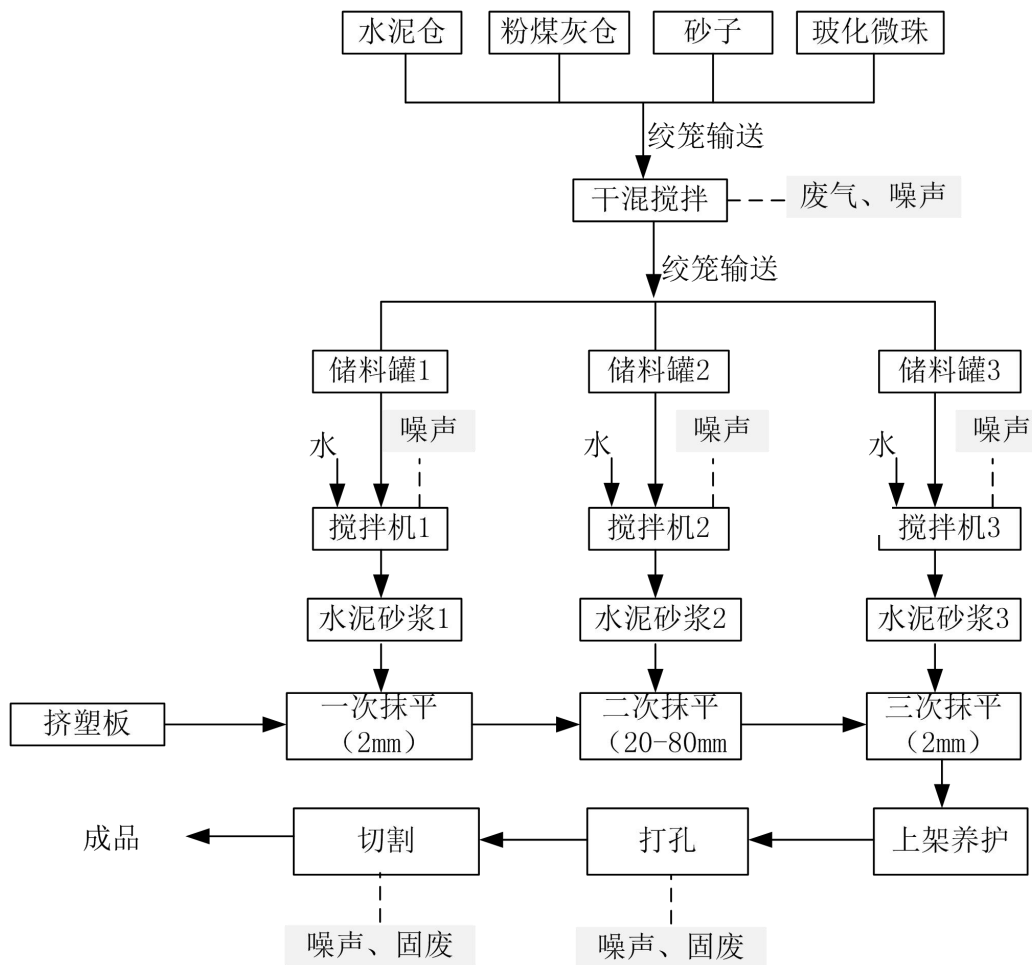 水泥仓
粉煤灰仓
砂子
玻化微珠
绞笼输送
干混搅拌
废气、噪声
绞笼输送
储料罐1
储料罐2
储料罐3
水
噪声
水
噪声
水
噪声
搅拌机1
搅拌机2
搅拌机3
水泥砂浆1
水泥砂浆2
水泥砂浆3
挤塑板
一次抹平
（2mm）
二次抹平
（20-80mm
三次抹平
（2mm）
成品
切割
打孔
上架养护
噪声、固废
噪声、固废